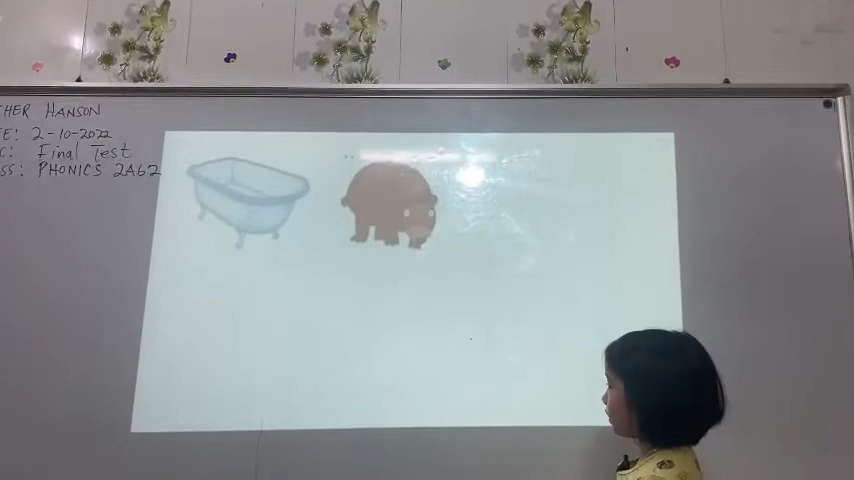 THER HANSON
E: 2-10-2022
C: Final Test
SS: PHONICS 2A62